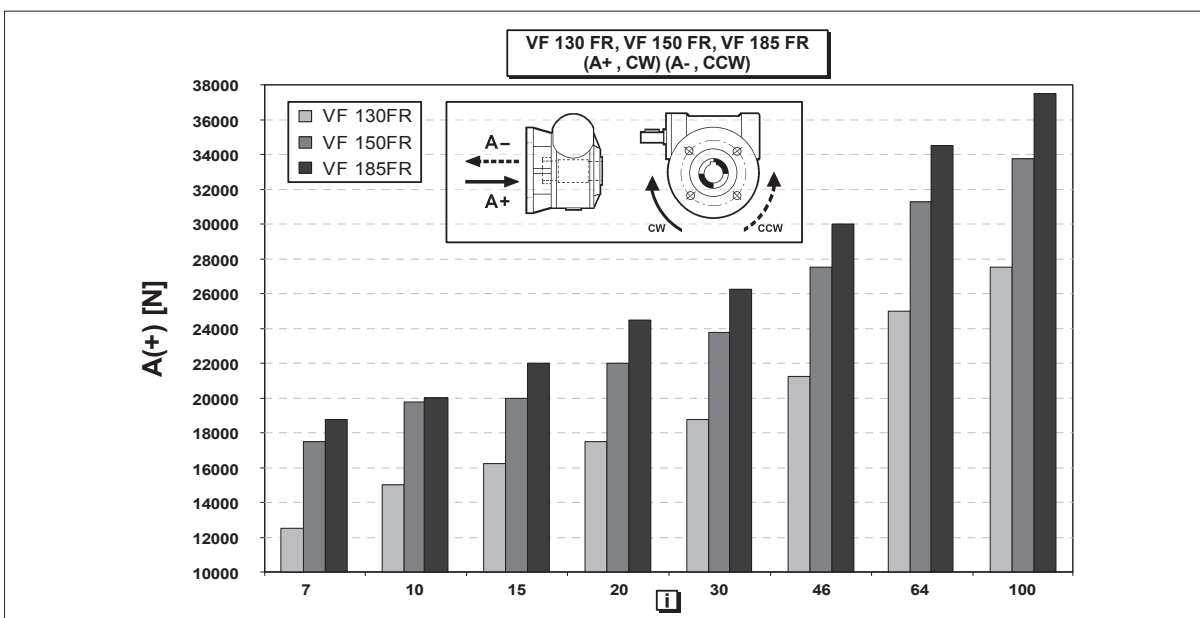 VF 130 FR, VF 150 FR, VF 185 FR
(A+ , CW) (A- , CCW)
38000
36000
34000
32000
30000
28000
26000
24000
22000
20000
18000
16000
14000
12000
10000
A(+) [N]
VF 130FR
VF 150FR
VF 185FR
A–
A+
CW
CCW
7 10 15 20 30 46 64 100
i